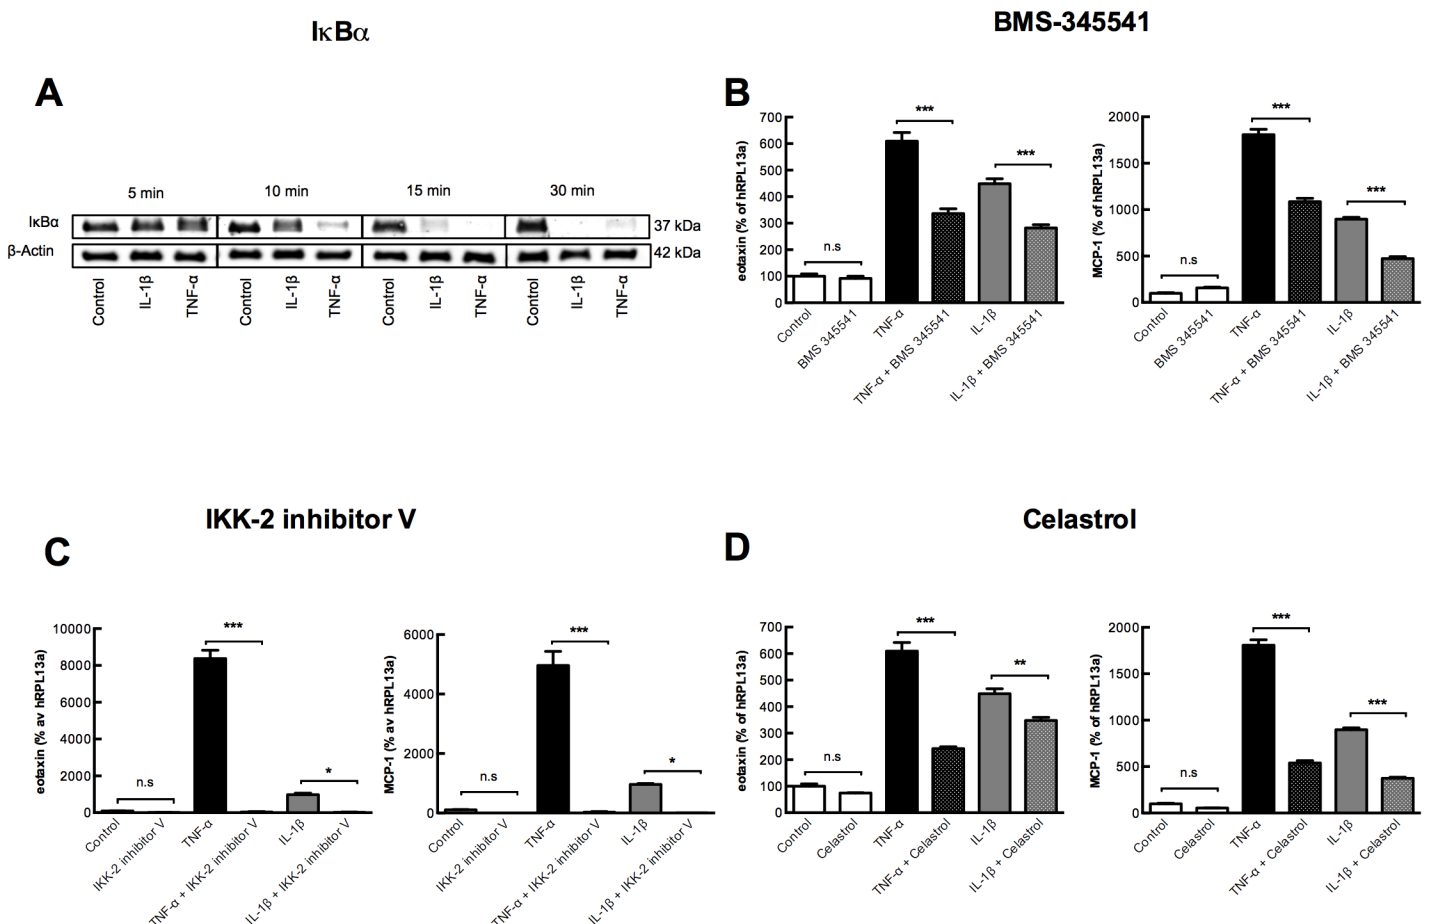 IκBα
BMS-345541
A
5 min 10 min 15 min 30 min
IκBα 37 kDa
β-Actin 42 kDa
Control IL-1β TNF-α Control IL-1β TNF-α Control IL-1β TNF-α Control IL-1β TNF-α
B
eotaxin (% of hRPL13a)
700
600
500
400
300
200
100
0
n.s
***
***
Control
BMS 345541
TNF-α
TNF-α + BMS 345541
IL-1β
IL-1β + BMS 345541
MCP-1 (% of hRPL13a)
2000
1500
1000
500
0
n.s
***
***
Control
BMS 345541
TNF-α
TNF-α + BMS 345541
IL-1β
IL-1β + BMS 345541
IKK-2 inhibitor V
C
eotaxin (% av hRPL13a)
10000
8000
6000
4000
2000
0
n.s
***
*
Control
IKK-2 inhibitor V
TNF-α
TNF-α + IKK-2 inhibitor V
IL-1β
IL-1β + IKK-2 inhibitor V
MCP-1 (% av hRPL13a)
6000
4000
2000
0
n.s
***
*
Control
IKK-2 inhibitor V
TNF-α
TNF-α + IKK-2 inhibitor V
IL-1β
IL-1β + IKK-2 inhibitor V
Celastrol
D
eotaxin (% of hRPL13a)
700
600
500
400
300
200
100
0
n.s
***
**
Control
Celastrol
TNF-α
TNF-α + Celastrol
IL-1β
IL-1β + Celastrol
MCP-1 (% of hRPL13a)
2000
1500
1000
500
0
n.s
***
***
Control
Celastrol
TNF-α
TNF-α + Celastrol
IL-1β
IL-1β + Celastrol